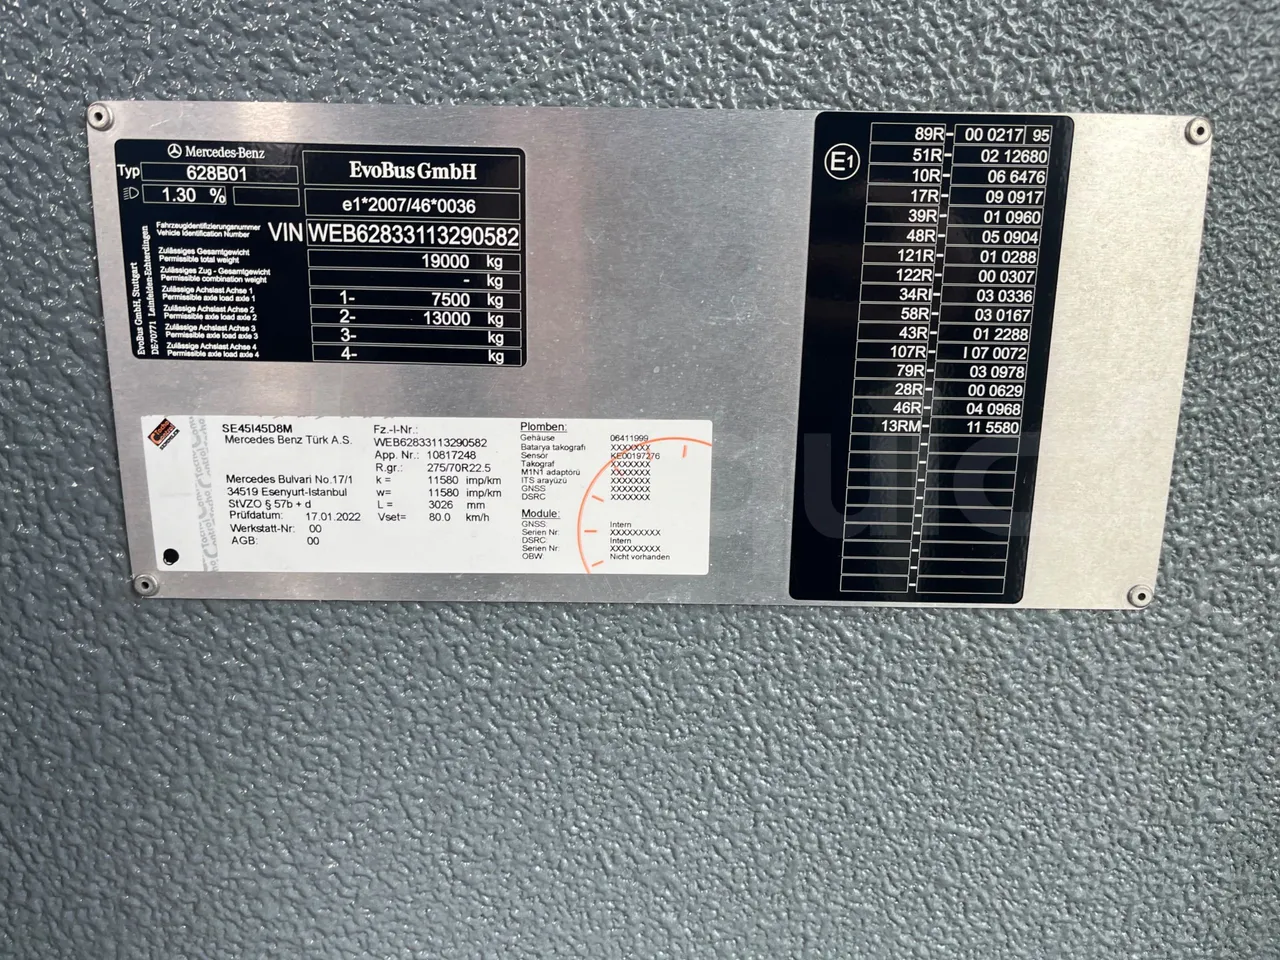 Mercedes-Benz
EvoBus GmbH
Typ 628B01
1.30 %
e1*2007/46*0036
Fahrzeugidentifizierungsnummer
Vehicle Identification Number
VIN WEB62833113290582
Zulässiges Gesamtgewicht
Permissible total weight
19000 kg
Zulässiges Zug - Gesamtgewicht
Permissible combination weight
- kg
Zulässige Achslast Achse 1
Permissible axle load axle 1
1- 7500 kg
Zulässige Achslast Achse 2
Permissible axle load axle 2
2- 13000 kg
Zulässige Achslast Achse 3
Permissible axle load axle 3
3- kg
Zulässige Achslast Achse 4
Permissible axle load axle 4
4- kg
EvoBus GmbH, Stuttgart
DE-70771 Leinfelden-Echterdingen
E1
89R- 00 0217 95
51R- 02 12680
10R- 06 6476
17R- 09 0917
39R- 01 0960
48R- 05 0904
121R- 01 0288
122R- 00 0307
34RI- 03 0336
58R- 03 0167
43R- 01 2288
107R- I 07 0072
79R- 03 0978
28R- 00 0629
46R- 04 0968
13RM- 11 5580
SE45I45D8M
Mercedes Benz Türk A.S.
Mercedes Bulvari No.17/1
34519 Esenyurt-Istanbul
StVZO § 57b + d
Prüfdatum: 17.01.2022
Werkstatt-Nr: 00
AGB: 00
Fz.-I-Nr.:
WEB62833113290582
App. Nr.: 10817248
R.gr.: 275/70R22.5
k = 11580 imp/km
w= 11580 imp/km
L = 3026 mm
Vset= 80.0 km/h
Plomben:
Gehäuse 06411999
Batarya takografi XXXXXXX
Sensör KE00197276
Takograf XXXXXXX
M1N1 adaptörü XXXXXXX
ITS arayüzü XXXXXXX
GNSS XXXXXXX
DSRC XXXXXXX
Module:
GNSS: Intern
Serien Nr: XXXXXXXXX
DSRC: Intern
Serien Nr: XXXXXXXXX
OBW: Nicht vorhanden